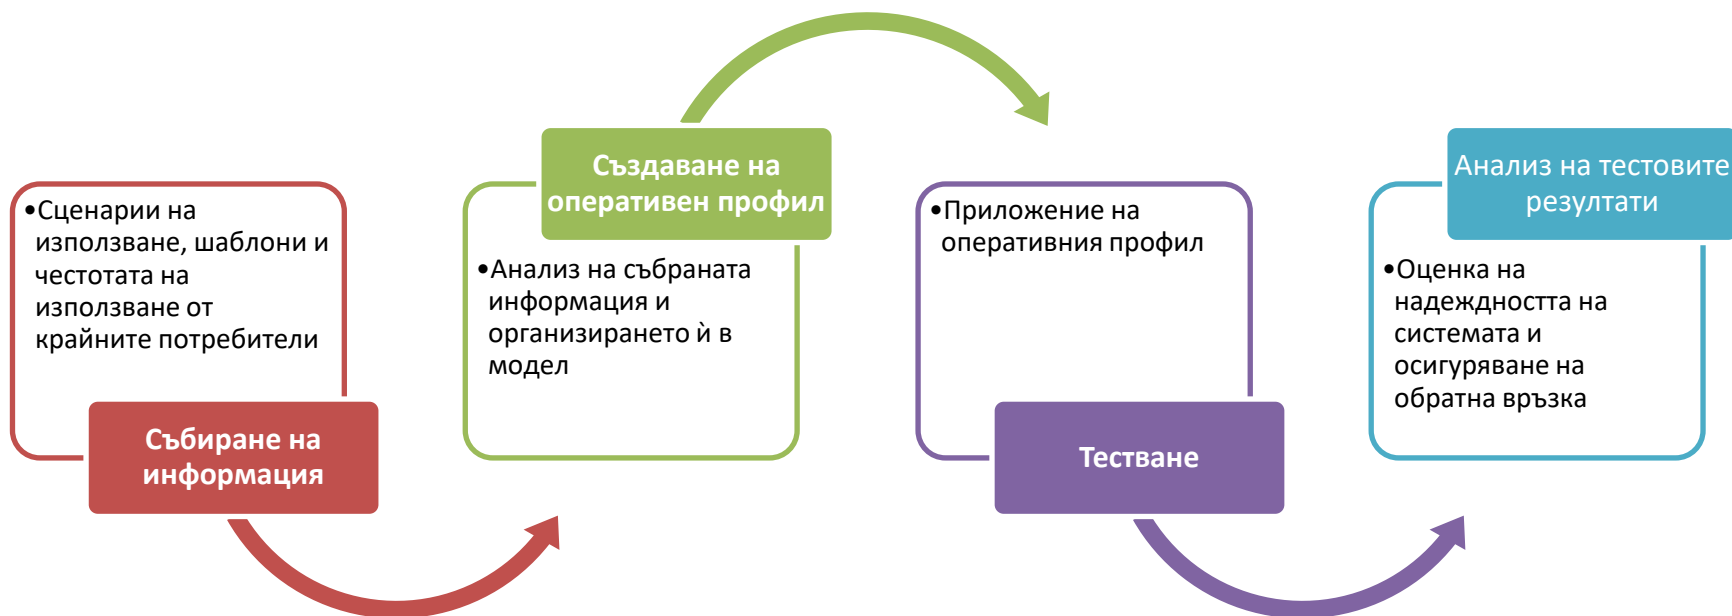 •Сценарии на
използване, шаблони и
честотата на
използване от
крайните потребители
Събиране на
информация
Създаване на
оперативен профил
•Анализ на събраната
информация и
организирането ѝ в
модел
•Приложение на
оперативния профил
Тестване
Анализ на тестовите
резултати
•Оценка на
надеждността на
системата и
осигуряване на
обратна връзка